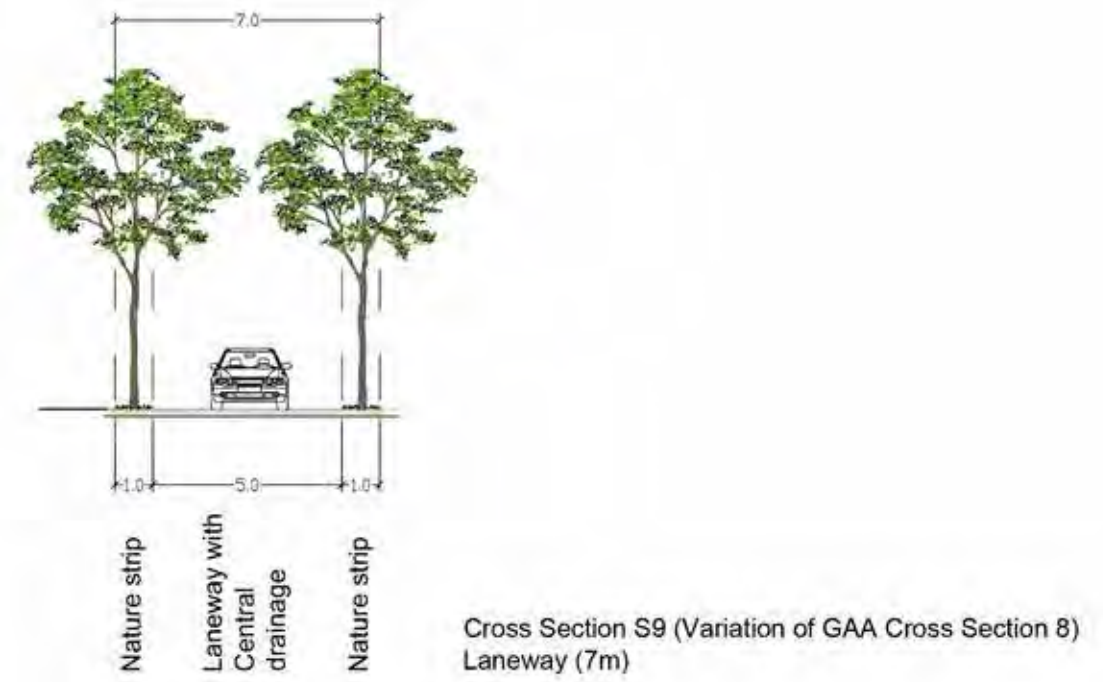 7.0
1.0
5.0
1.0
Nature strip
Laneway with
Central
drainage
Nature strip
Cross Section S9 (Variation of GAA Cross Section 8)
Laneway (7m)